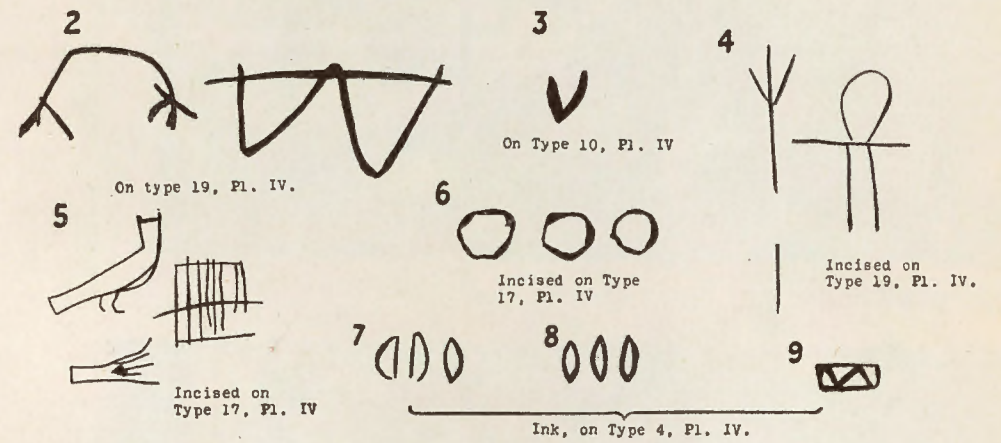 2
On type 19, Pl. IV.
3
On Type 10, Pl. IV
4
Incised on
Type 19, Pl. IV.
5
Incised on
Type 17, Pl. IV
6
Incised on Type
17, Pl. IV
7
8
9
Ink, on Type 4, Pl. IV.